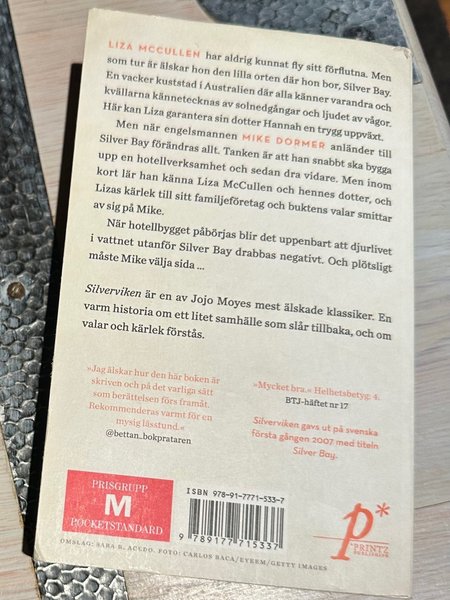 LIZA MCCULLEN har aldrig kunnat fly sitt förflutna. Men
som tur är älskar hon den lilla orten där hon bor, Silver Bay.
En vacker kuststad i Australien där alla känner varandra och
kvällarna kännetecknas av solnedgångar och ljudet av vågor.
Här kan Liza garantera sin dotter Hannah en trygg uppväxt.
Men när engelsmannen MIKE DORMER anländer till
Silver Bay förändras allt. Tanken är att han snabbt ska bygga
upp en hotellverksamhet och sedan dra vidare. Men inom
kort lär han känna Liza McCullen och hennes dotter, och
Lizas kärlek till sitt familjeföretag och buktens valar smittar
av sig på Mike.
När hotellbygget påbörjas blir det uppenbart att djurlivet
i vattnet utanför Silver Bay drabbas negativt. Och plötsligt
måste Mike välja sida ...
Silverviken är en av Jojo Moyes mest älskade klassiker. En
varm historia om ett litet samhälle som slår tillbaka, och om
valar och kärlek förstås.
»Jag älskar hur den här boken är
skriven och på det varliga sätt
som berättelsen förs framåt.
Rekommenderas varmt för en
mysig lässtund.«
@bettan_bokprataren
»Mycket bra.« Helhetsbetyg: 4.
BTJ-häftet nr 17
Silverviken gavs ut på svenska
första gången 2007 med titeln
Silver Bay.
PRISGRUPP
M
POCKETSTANDARD
ISBN 978-91-7771-533-7
9 789177 715337
p*
PRINTZ
PUBLISHING
OMSLAG: SARA R. ACEDO. FOTO: CARLOS BACA/EYEEM/GETTY IMAGES